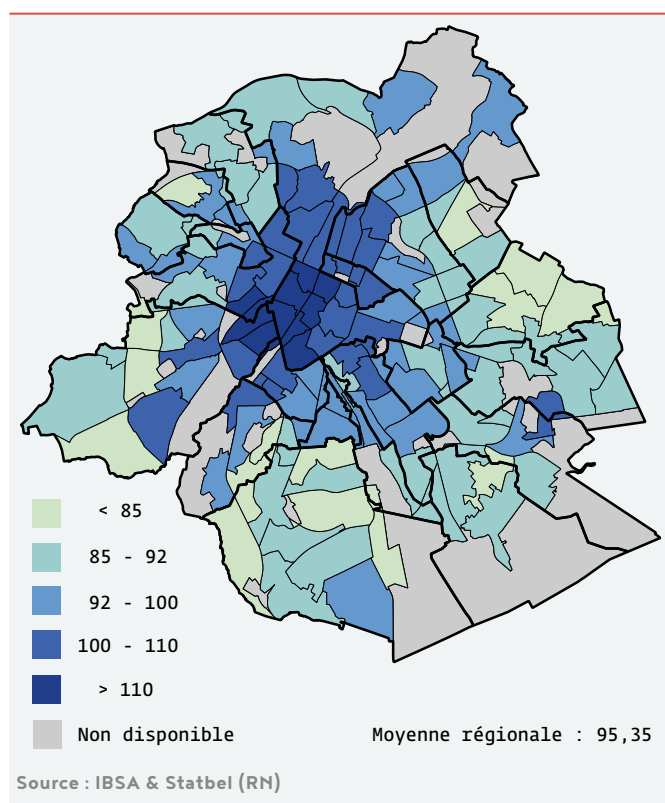 < 85
85 - 92
92 - 100
100 - 110
> 110
Non disponible
Moyenne régionale : 95,35
Source : IBSA & Statbel (RN)